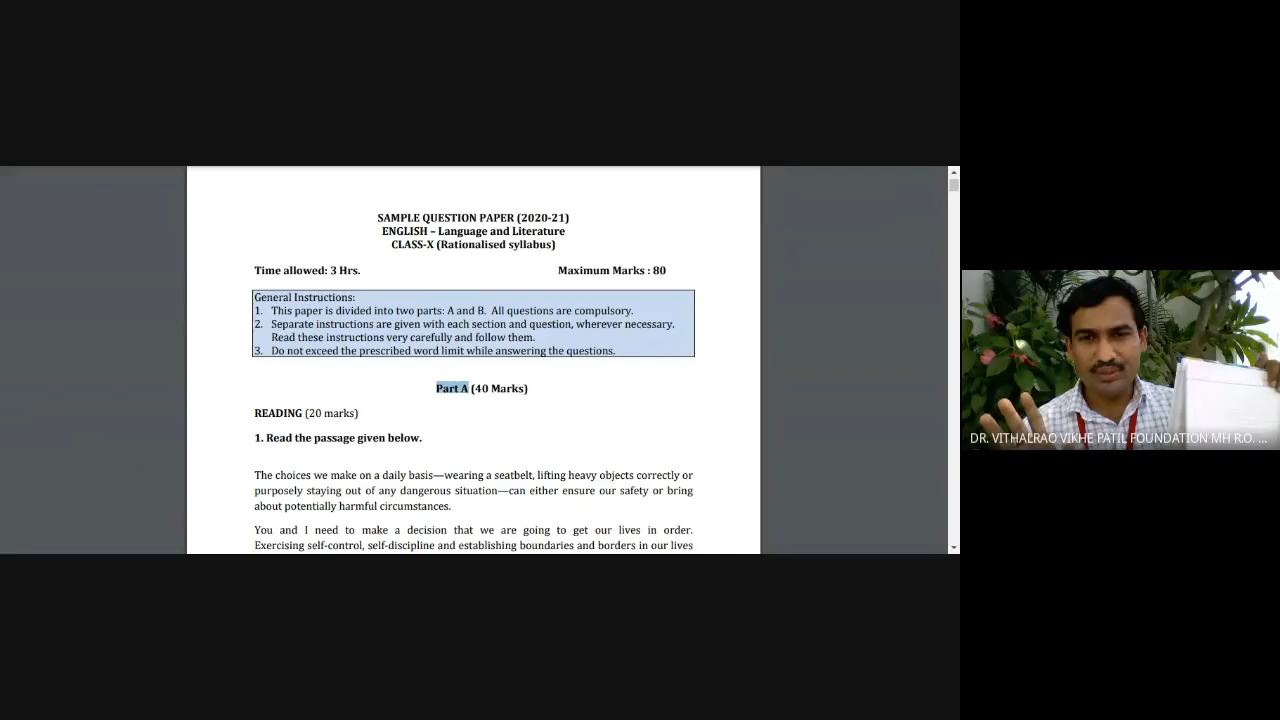 SAMPLE QUESTION PAPER (2020-21)
ENGLISH – Language and Literature
CLASS-X (Rationalised syllabus)
Time allowed: 3 Hrs. Maximum Marks : 80
General Instructions:
1. This paper is divided into two parts: A and B. All questions are compulsory.
2. Separate instructions are given with each section and question, wherever necessary.
Read these instructions very carefully and follow them.
3. Do not exceed the prescribed word limit while answering the questions.
Part A (40 Marks)
READING (20 marks)
1. Read the passage given below.
The choices we make on a daily basis—wearing a seatbelt, lifting heavy objects correctly or
purposely staying out of any dangerous situation—can either ensure our safety or bring
about potentially harmful circumstances.
You and I need to make a decision that we are going to get our lives in order.
Exercising self-control, self-discipline and establishing boundaries and borders in our lives
DR. VITHALRAO VIKHE PATIL FOUNDATION MH R.O. ...